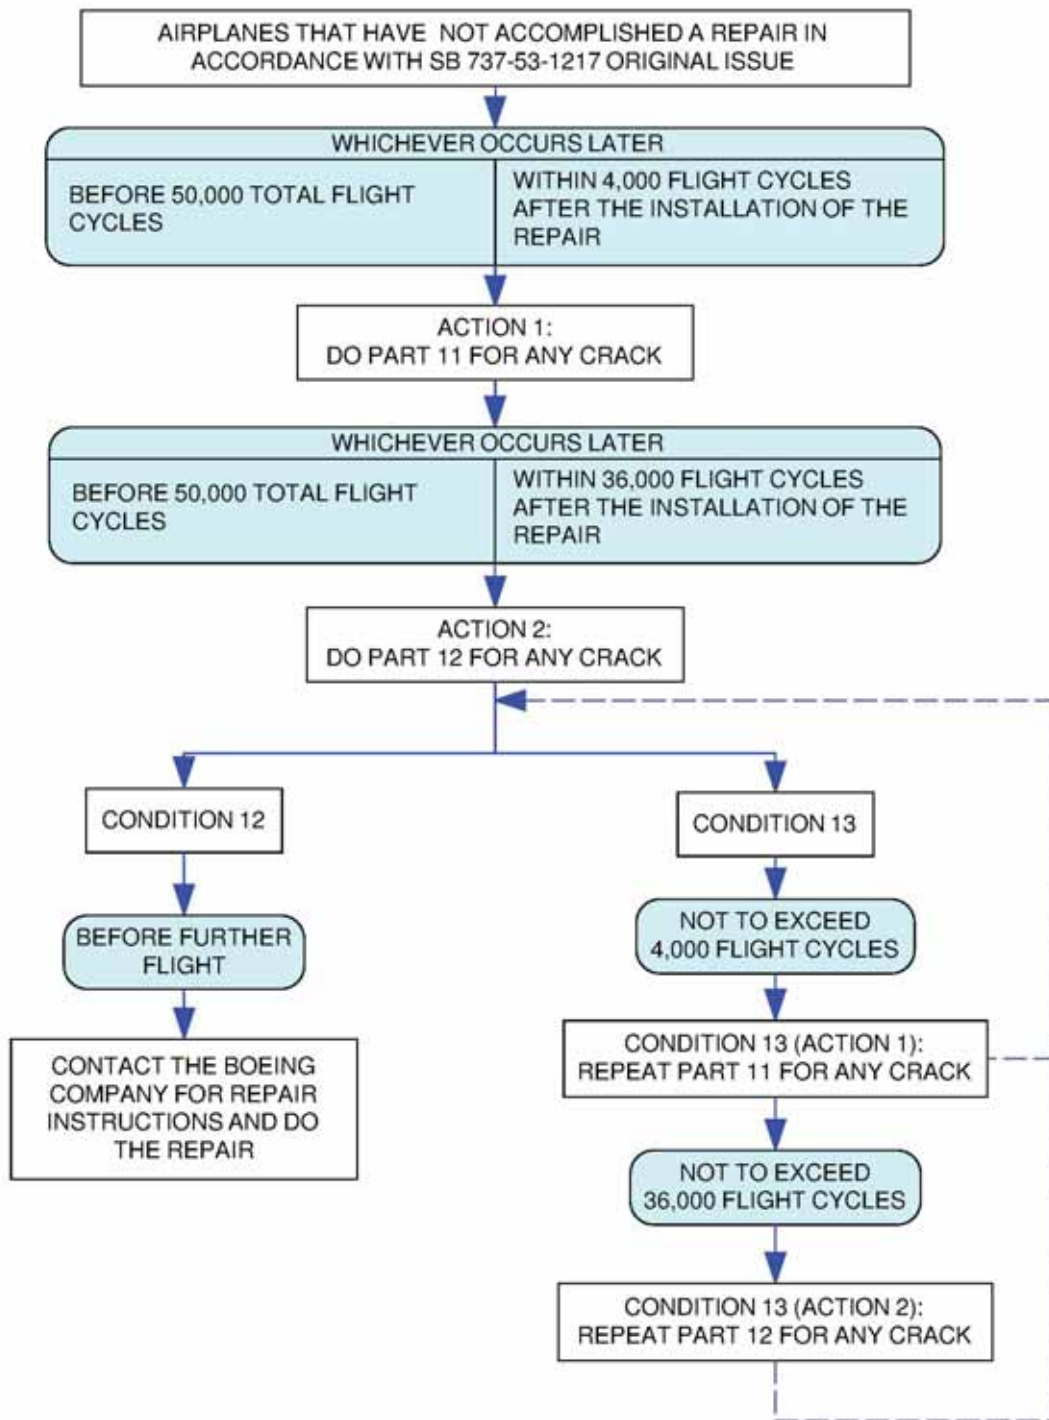 AIRPLANES THAT HAVE NOT ACCOMPLISHED A REPAIR IN
ACCORDANCE WITH SB 737-53-1217 ORIGINAL ISSUE
WHICHEVER OCCURS LATER
BEFORE 50,000 TOTAL FLIGHT
CYCLES
WITHIN 4,000 FLIGHT CYCLES
AFTER THE INSTALLATION OF THE
REPAIR
ACTION 1:
DO PART 11 FOR ANY CRACK
WHICHEVER OCCURS LATER
BEFORE 50,000 TOTAL FLIGHT
CYCLES
WITHIN 36,000 FLIGHT CYCLES
AFTER THE INSTALLATION OF THE
REPAIR
ACTION 2:
DO PART 12 FOR ANY CRACK
CONDITION 12
BEFORE FURTHER
FLIGHT
CONTACT THE BOEING
COMPANY FOR REPAIR
INSTRUCTIONS AND DO
THE REPAIR
CONDITION 13
NOT TO EXCEED
4,000 FLIGHT CYCLES
CONDITION 13 (ACTION 1):
REPEAT PART 11 FOR ANY CRACK
NOT TO EXCEED
36,000 FLIGHT CYCLES
CONDITION 13 (ACTION 2):
REPEAT PART 12 FOR ANY CRACK